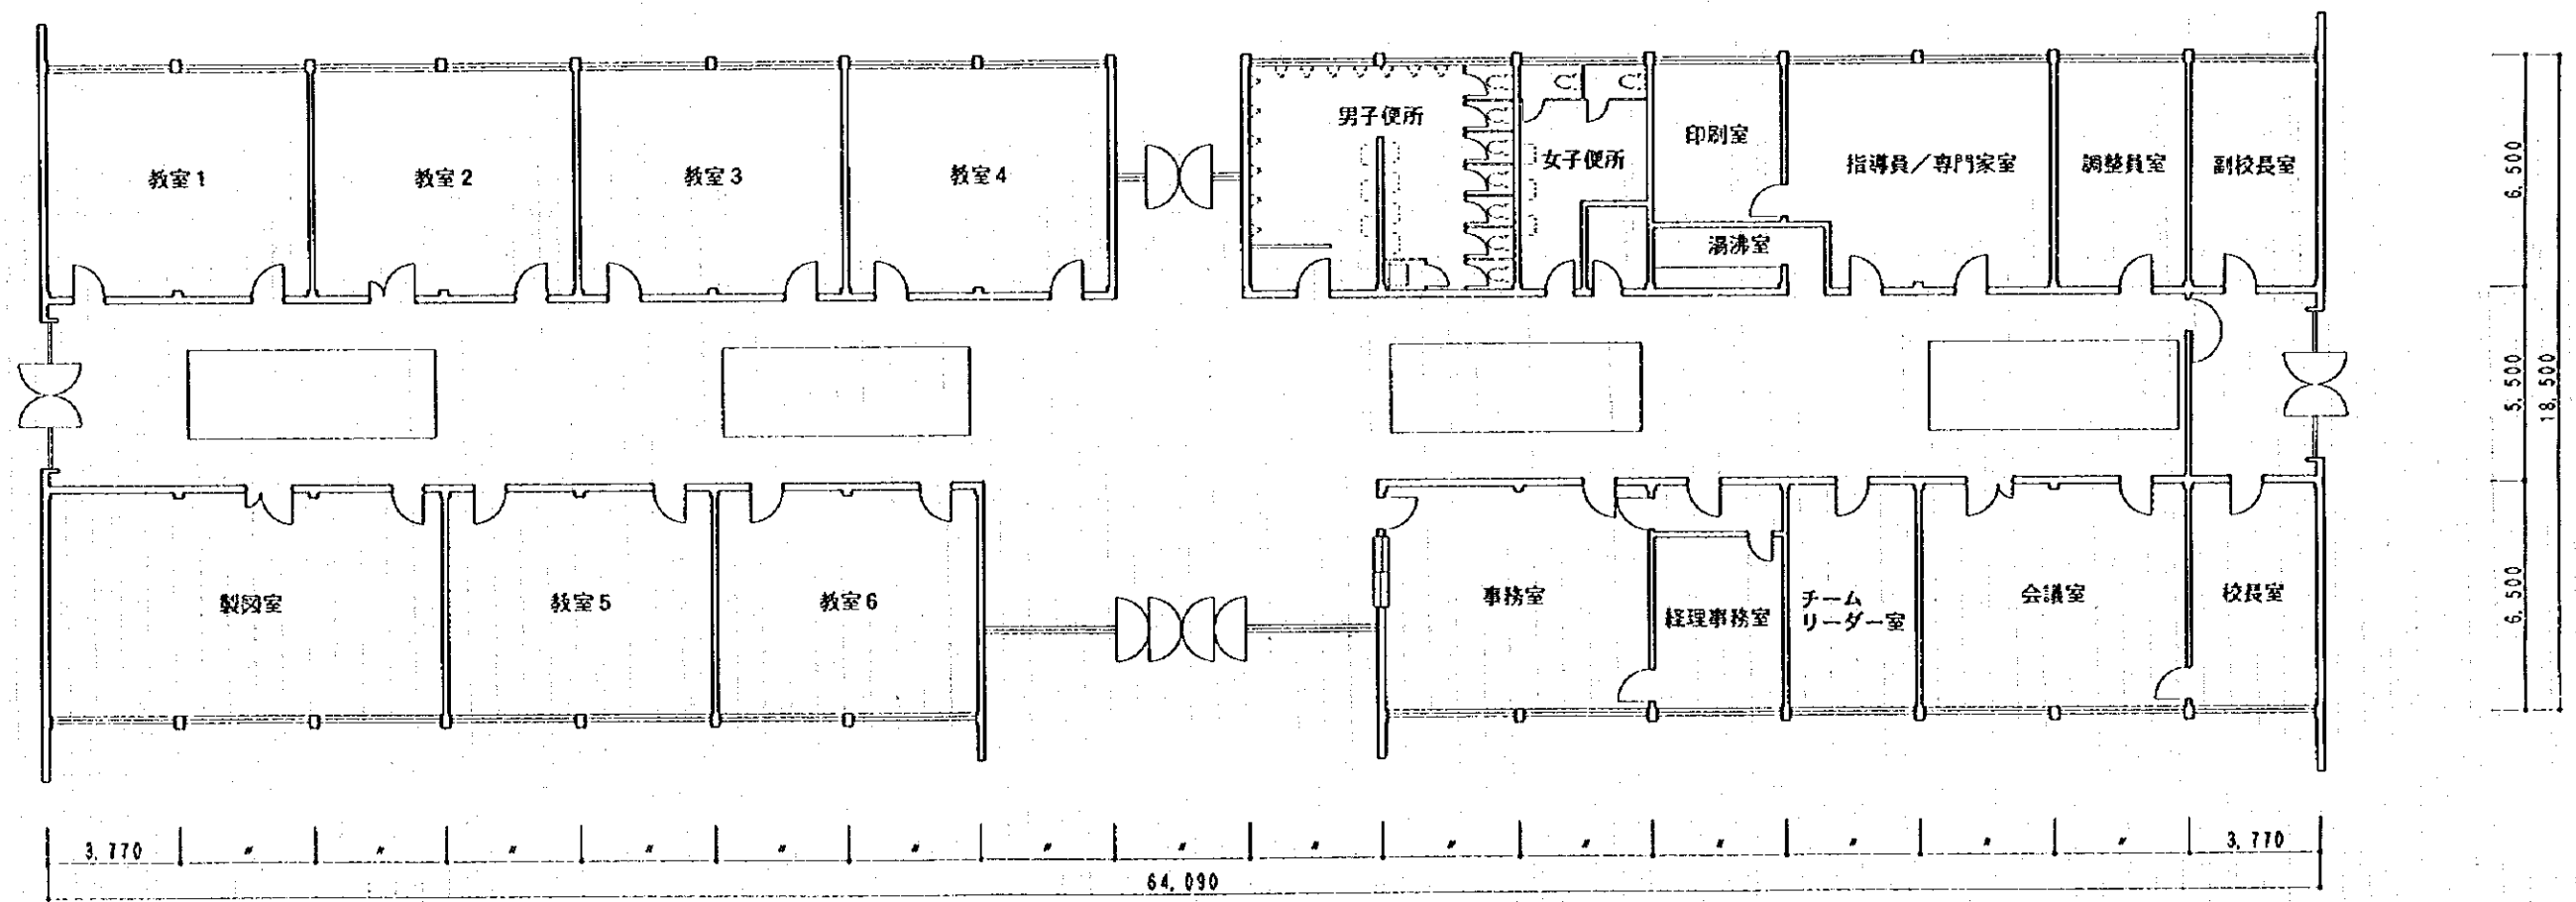 教室1
教室2
教室3
教室4
男子便所
女子便所
印刷室
湯沸室
指導員／専門家室
調整員室
副校長室
製図室
教室5
教室6
事務室
経理事務室
チーム
リーダー室
会議室
校長室
6,500
5,500
6,500
18,500
3,770 〃 〃 〃 〃 〃 〃 〃 〃 〃 〃 〃 〃 〃 〃 〃 3,770
64,090